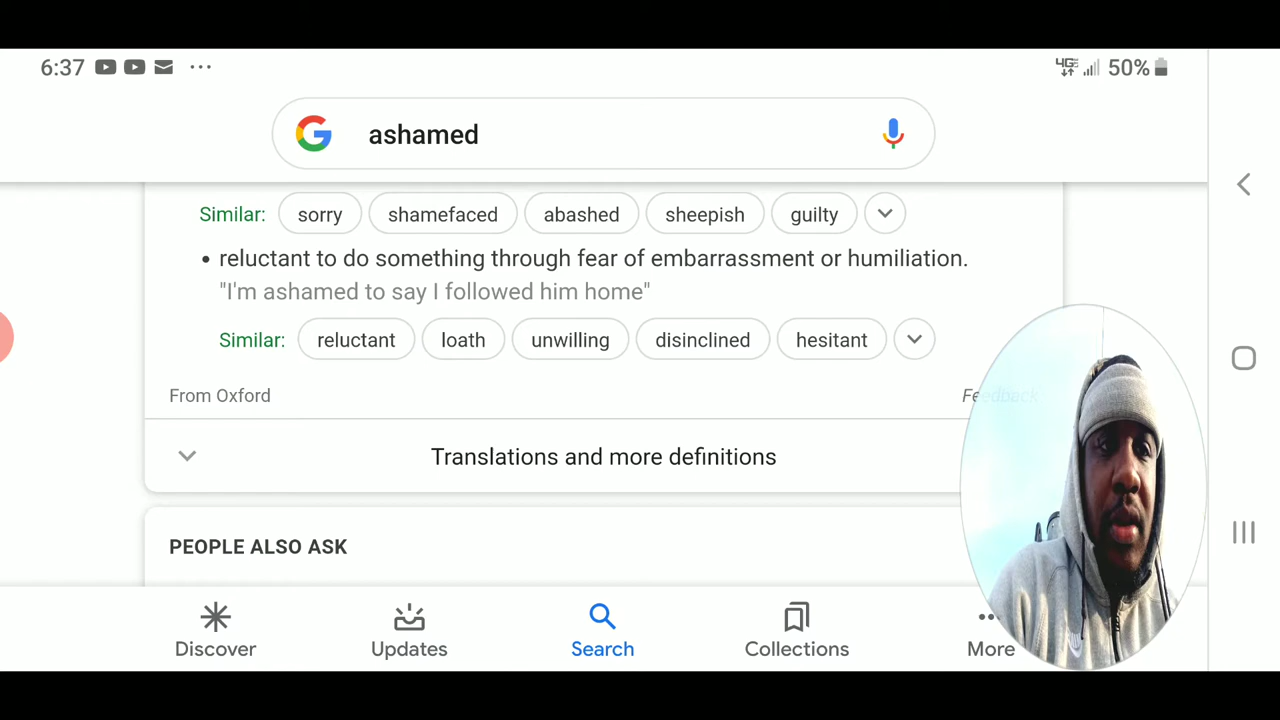 6:37 ... 4GE 50%
ashamed
Similar: sorry shamefaced abashed sheepish guilty
• reluctant to do something through fear of embarrassment or humiliation.
"I'm ashamed to say I followed him home"
Similar: reluctant loath unwilling disinclined hesitant
From Oxford Feedback
Translations and more definitions
PEOPLE ALSO ASK
Discover Updates Search Collections More